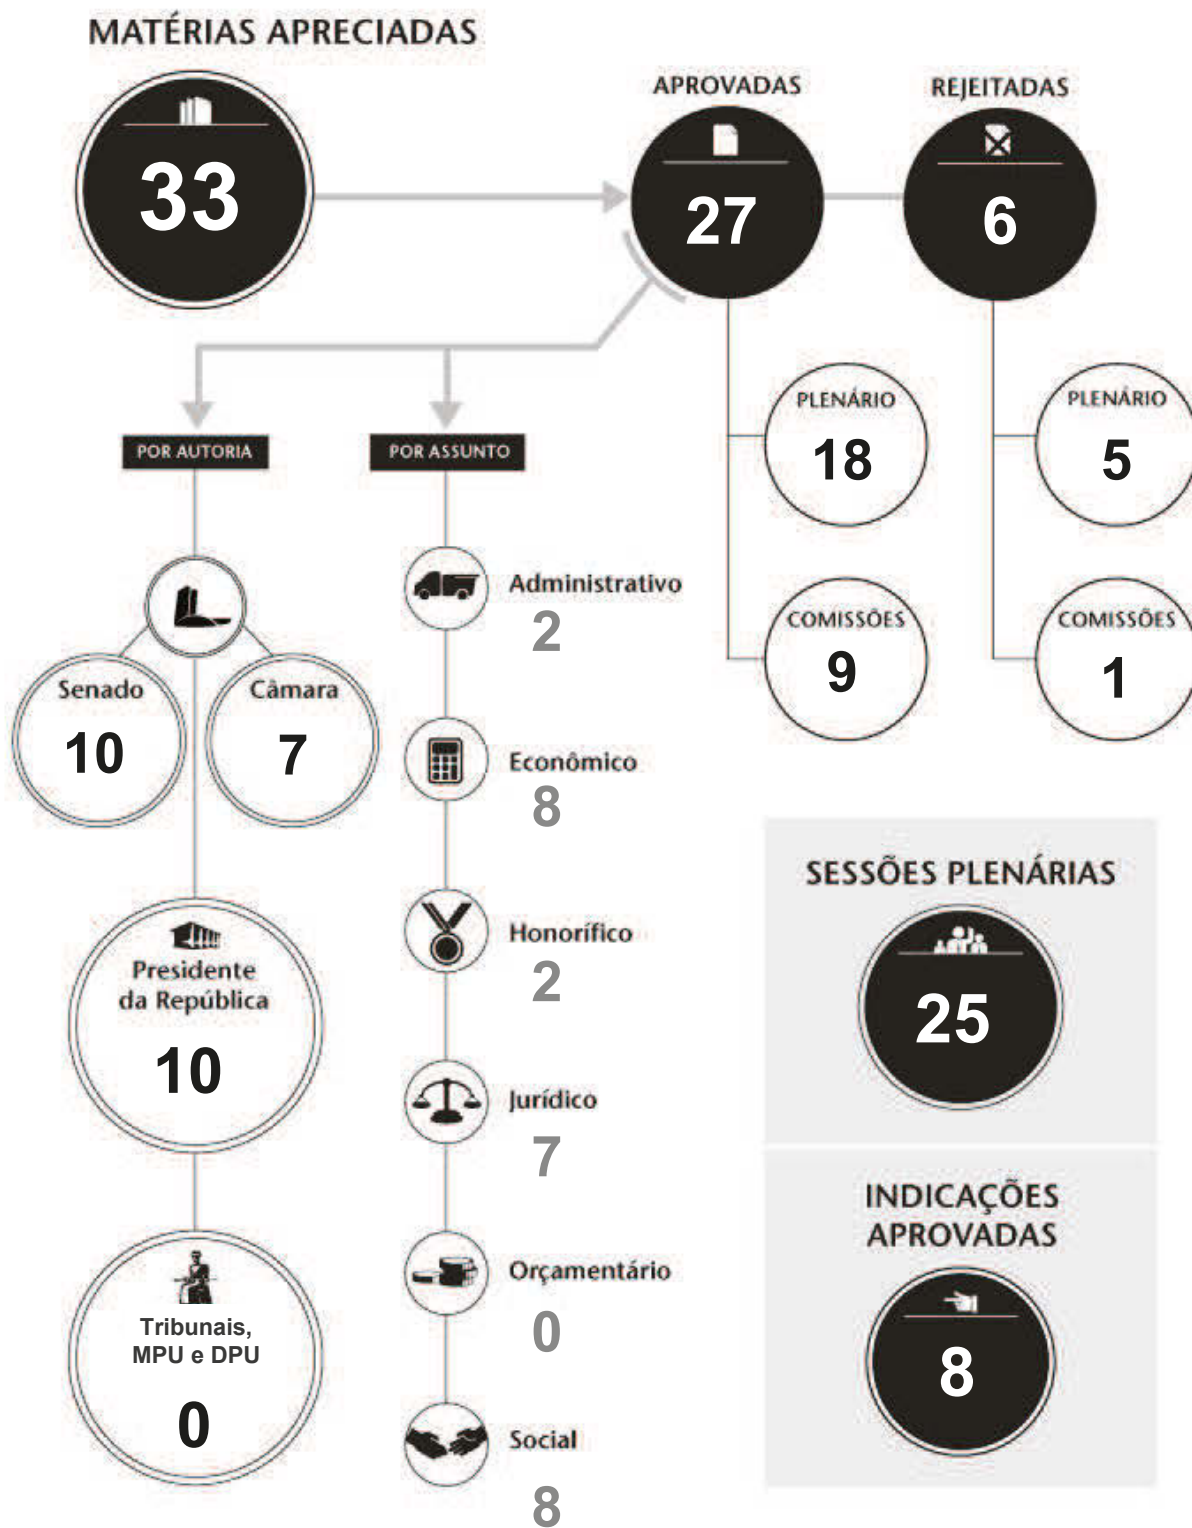 MATÉRIAS APRECIADAS
33
APROVADAS
27
REJEITADAS
6
PLENÁRIO
18
COMISSÕES
9
PLENÁRIO
5
COMISSÕES
1
POR AUTORIA
Senado
10
Câmara
7
Presidente
da República
10
Tribunais,
MPU e DPU
0
POR ASSUNTO
Administrativo
2
Econômico
8
Honorífico
2
Jurídico
7
Orçamentário
0
Social
8
SESSÕES PLENÁRIAS
25
INDICAÇÕES
APROVADAS
8